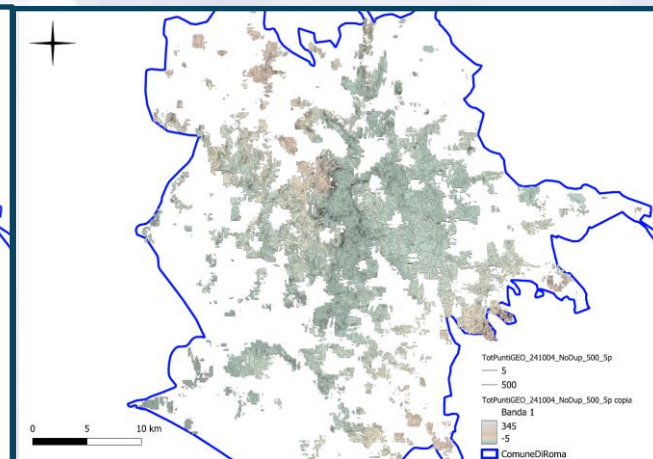 TotPuntiGEO_241004_NoDup_500_5p
5
500
TotPuntiGEO_241004_NoDup_500_5p copia
Banda 1
345
-5
ComuneDiRoma
0 5 10 km